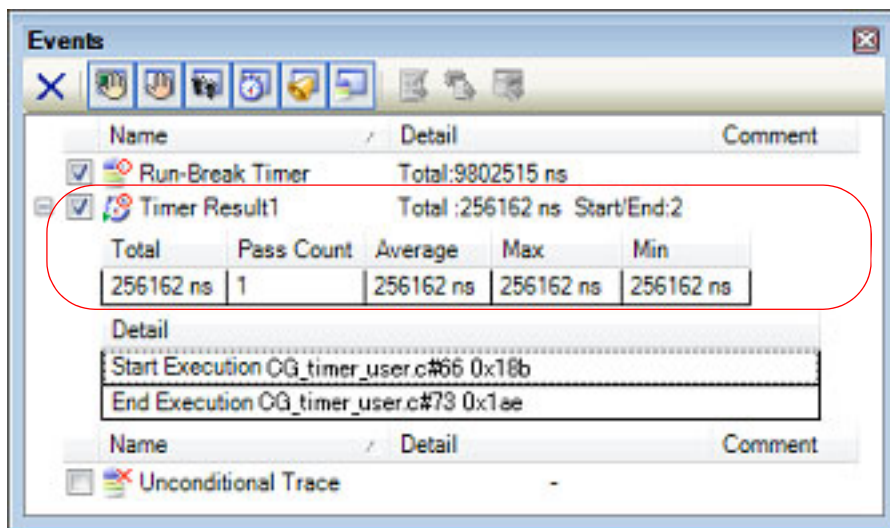 Events
Name / Detail Comment
Run-Break Timer Total:9802515 ns
Timer Result1 Total :256162 ns Start/End:2
Total Pass Count Average Max Min
256162 ns 1 256162 ns 256162 ns 256162 ns
Detail
Start Execution CG_timer_user.c#66 0x18b
End Execution CG_timer_user.c#73 0x1ae
Name / Detail Comment
Unconditional Trace -